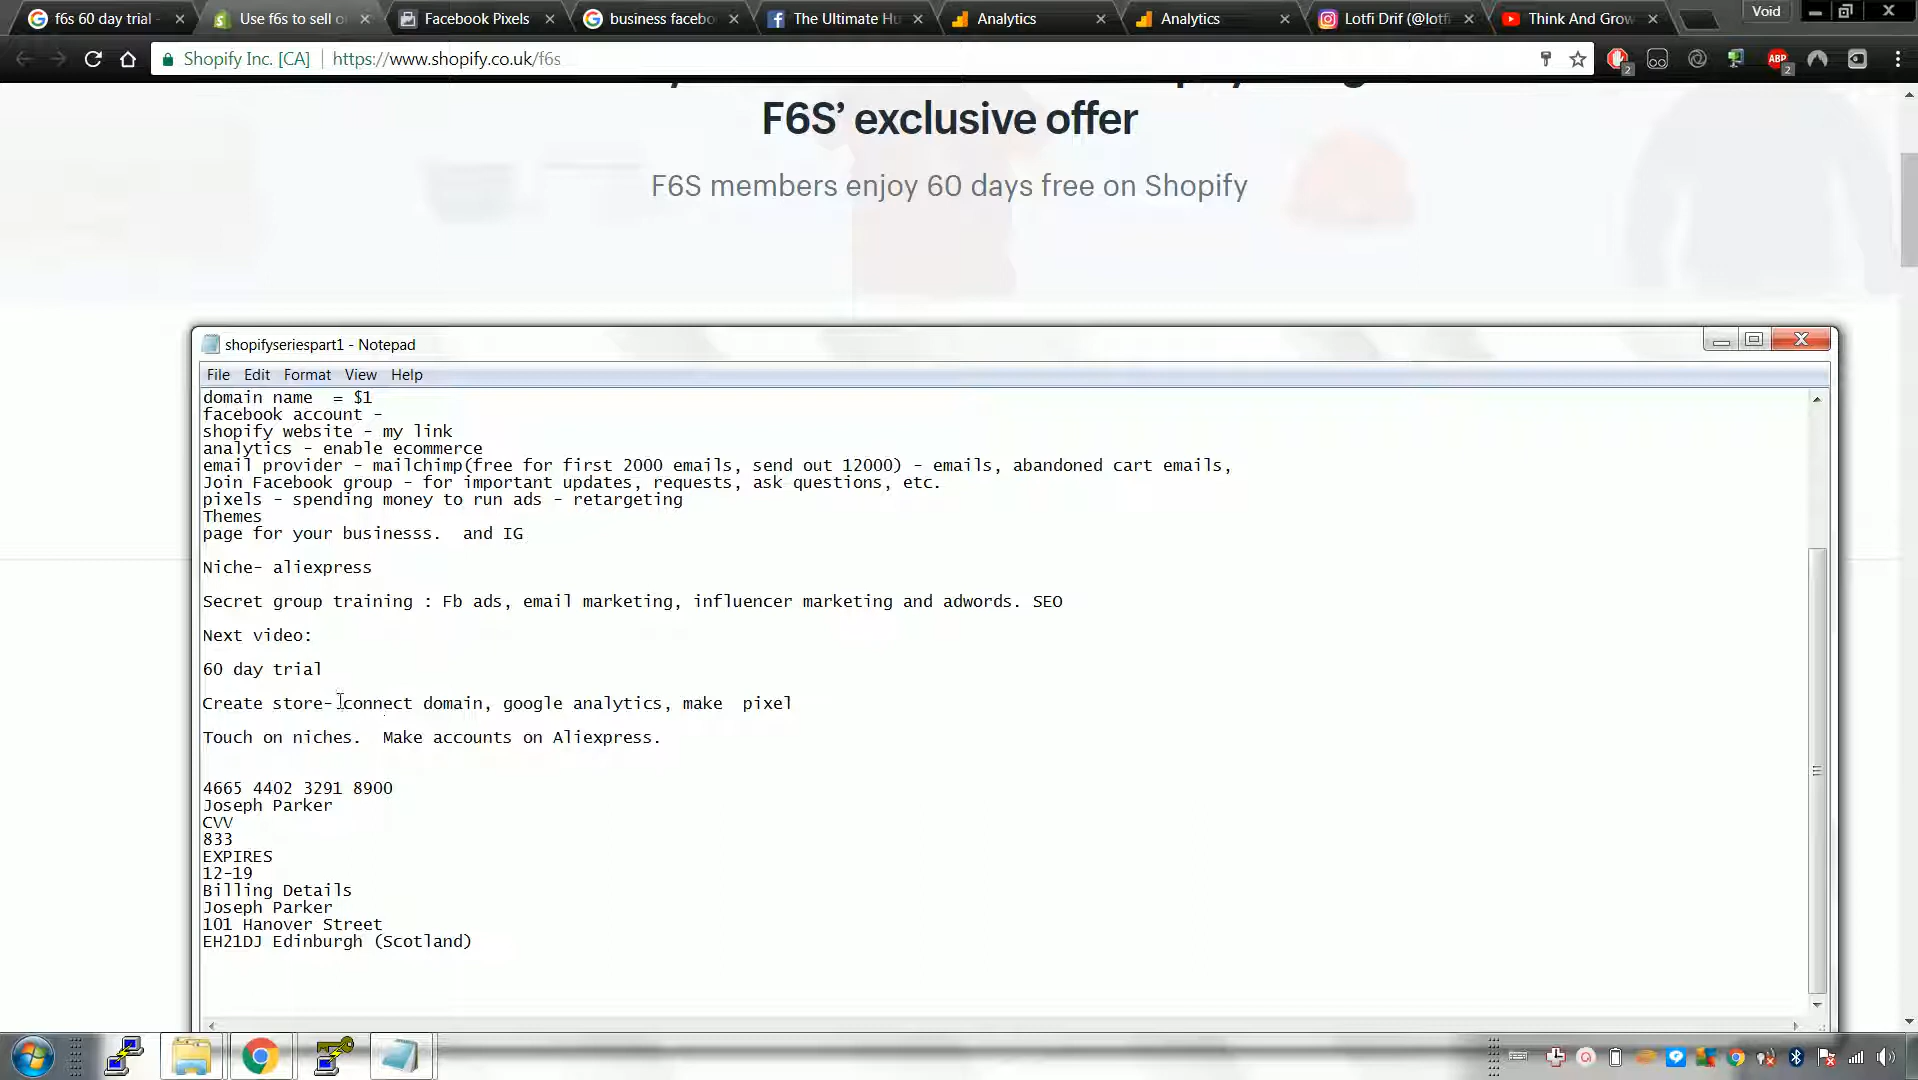 f6s 60 day trial -
Use f6s to sell o
Facebook Pixels
business facebo
The Ultimate Hu
Analytics
Analytics
Lotfi Drif (@lotfi
Think And Grow
Void
Shopify Inc. [CA]
https://www.shopify.co.uk/f6s
2
ABP
2
F6S’ exclusive offer
F6S members enjoy 60 days free on Shopify
shopifyseriespart1 - Notepad
File Edit Format View Help
domain name  = $1
facebook account -
shopify website - my link
analytics - enable ecommerce
email provider - mailchimp(free for first 2000 emails, send out 12000) - emails, abandoned cart emails,
Join Facebook group - for important updates, requests, ask questions, etc.
pixels - spending money to run ads - retargeting
Themes
page for your businesss.  and IG
Niche- aliexpress
Secret group training : Fb ads, email marketing, influencer marketing and adwords. SEO
Next video:
60 day trial
Create store- connect domain, google analytics, make  pixel
Touch on niches.  Make accounts on Aliexpress.
4665 4402 3291 8900
Joseph Parker
CVV
833
EXPIRES
12-19
Billing Details
Joseph Parker
101 Hanover Street
EH21DJ Edinburgh (Scotland)